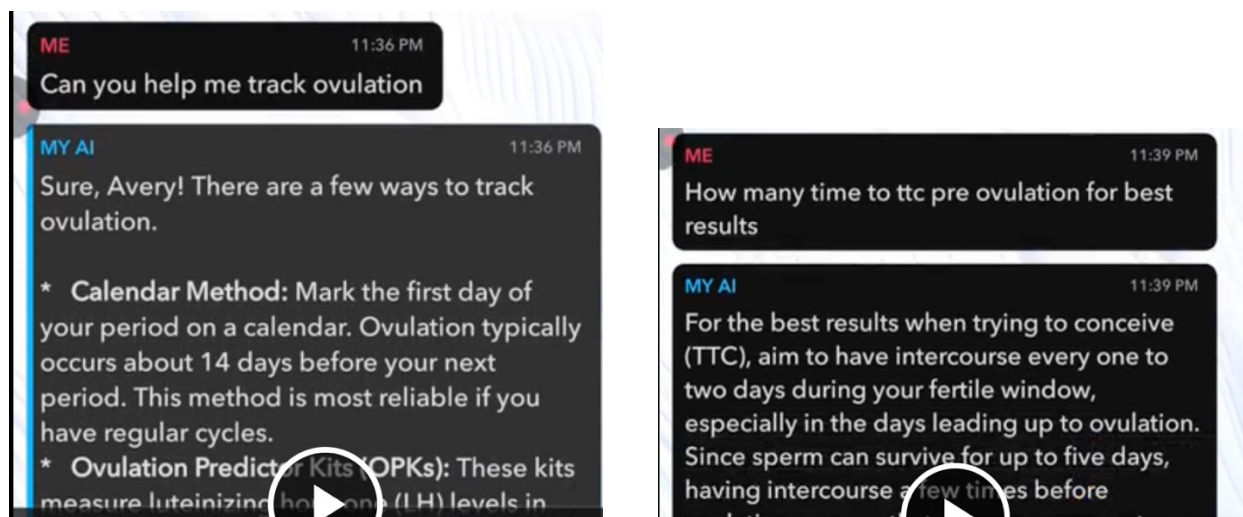 ME 11:36 PM
Can you help me track ovulation
MY AI 11:36 PM
Sure, Avery! There are a few ways to track
ovulation.
* Calendar Method: Mark the first day of
your period on a calendar. Ovulation typically
occurs about 14 days before your next
period. This method is most reliable if you
have regular cycles.
* Ovulation Predictor Kits (OPKs): These kits
measure luteinizing hormone (LH) levels in
ME 11:39 PM
How many time to ttc pre ovulation for best
results
MY AI 11:39 PM
For the best results when trying to conceive
(TTC), aim to have intercourse every one to
two days during your fertile window,
especially in the days leading up to ovulation.
Since sperm can survive for up to five days,
having intercourse a few times before